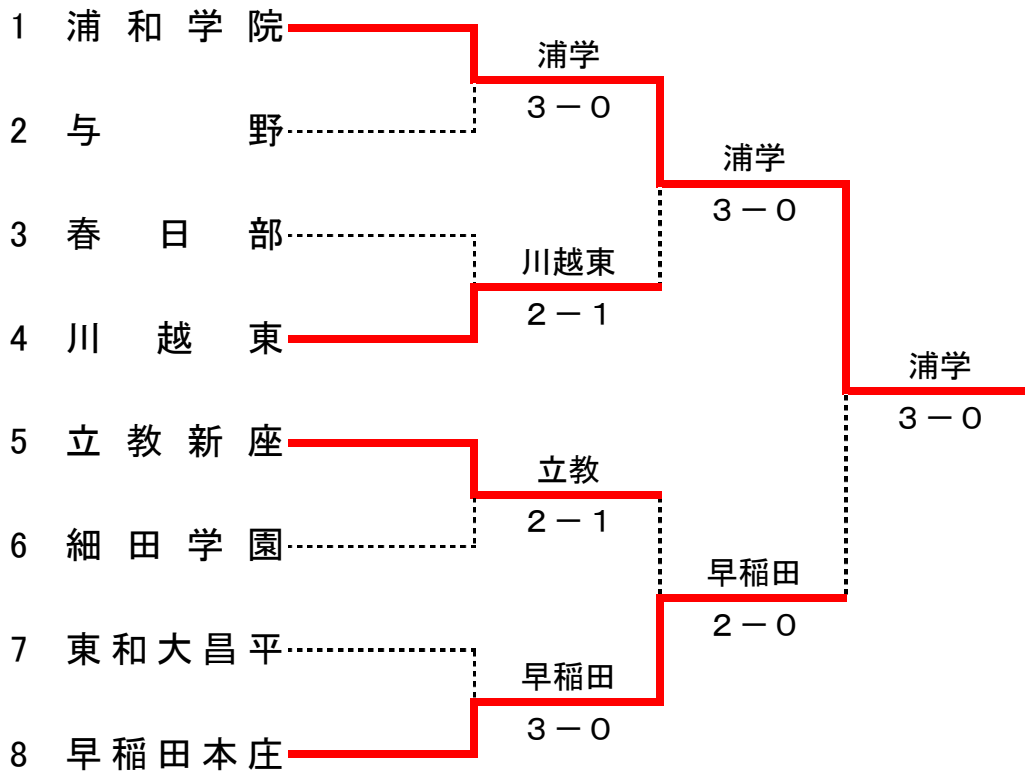 1 浦和学院
浦学
3－0
2 与野
浦学
3－0
3 春日部
川越東
2－1
4 川越東
浦学
3－0
5 立教新座
立教
2－1
6 細田学園
早稲田
2－0
7 東和大昌平
早稲田
3－0
8 早稲田本庄